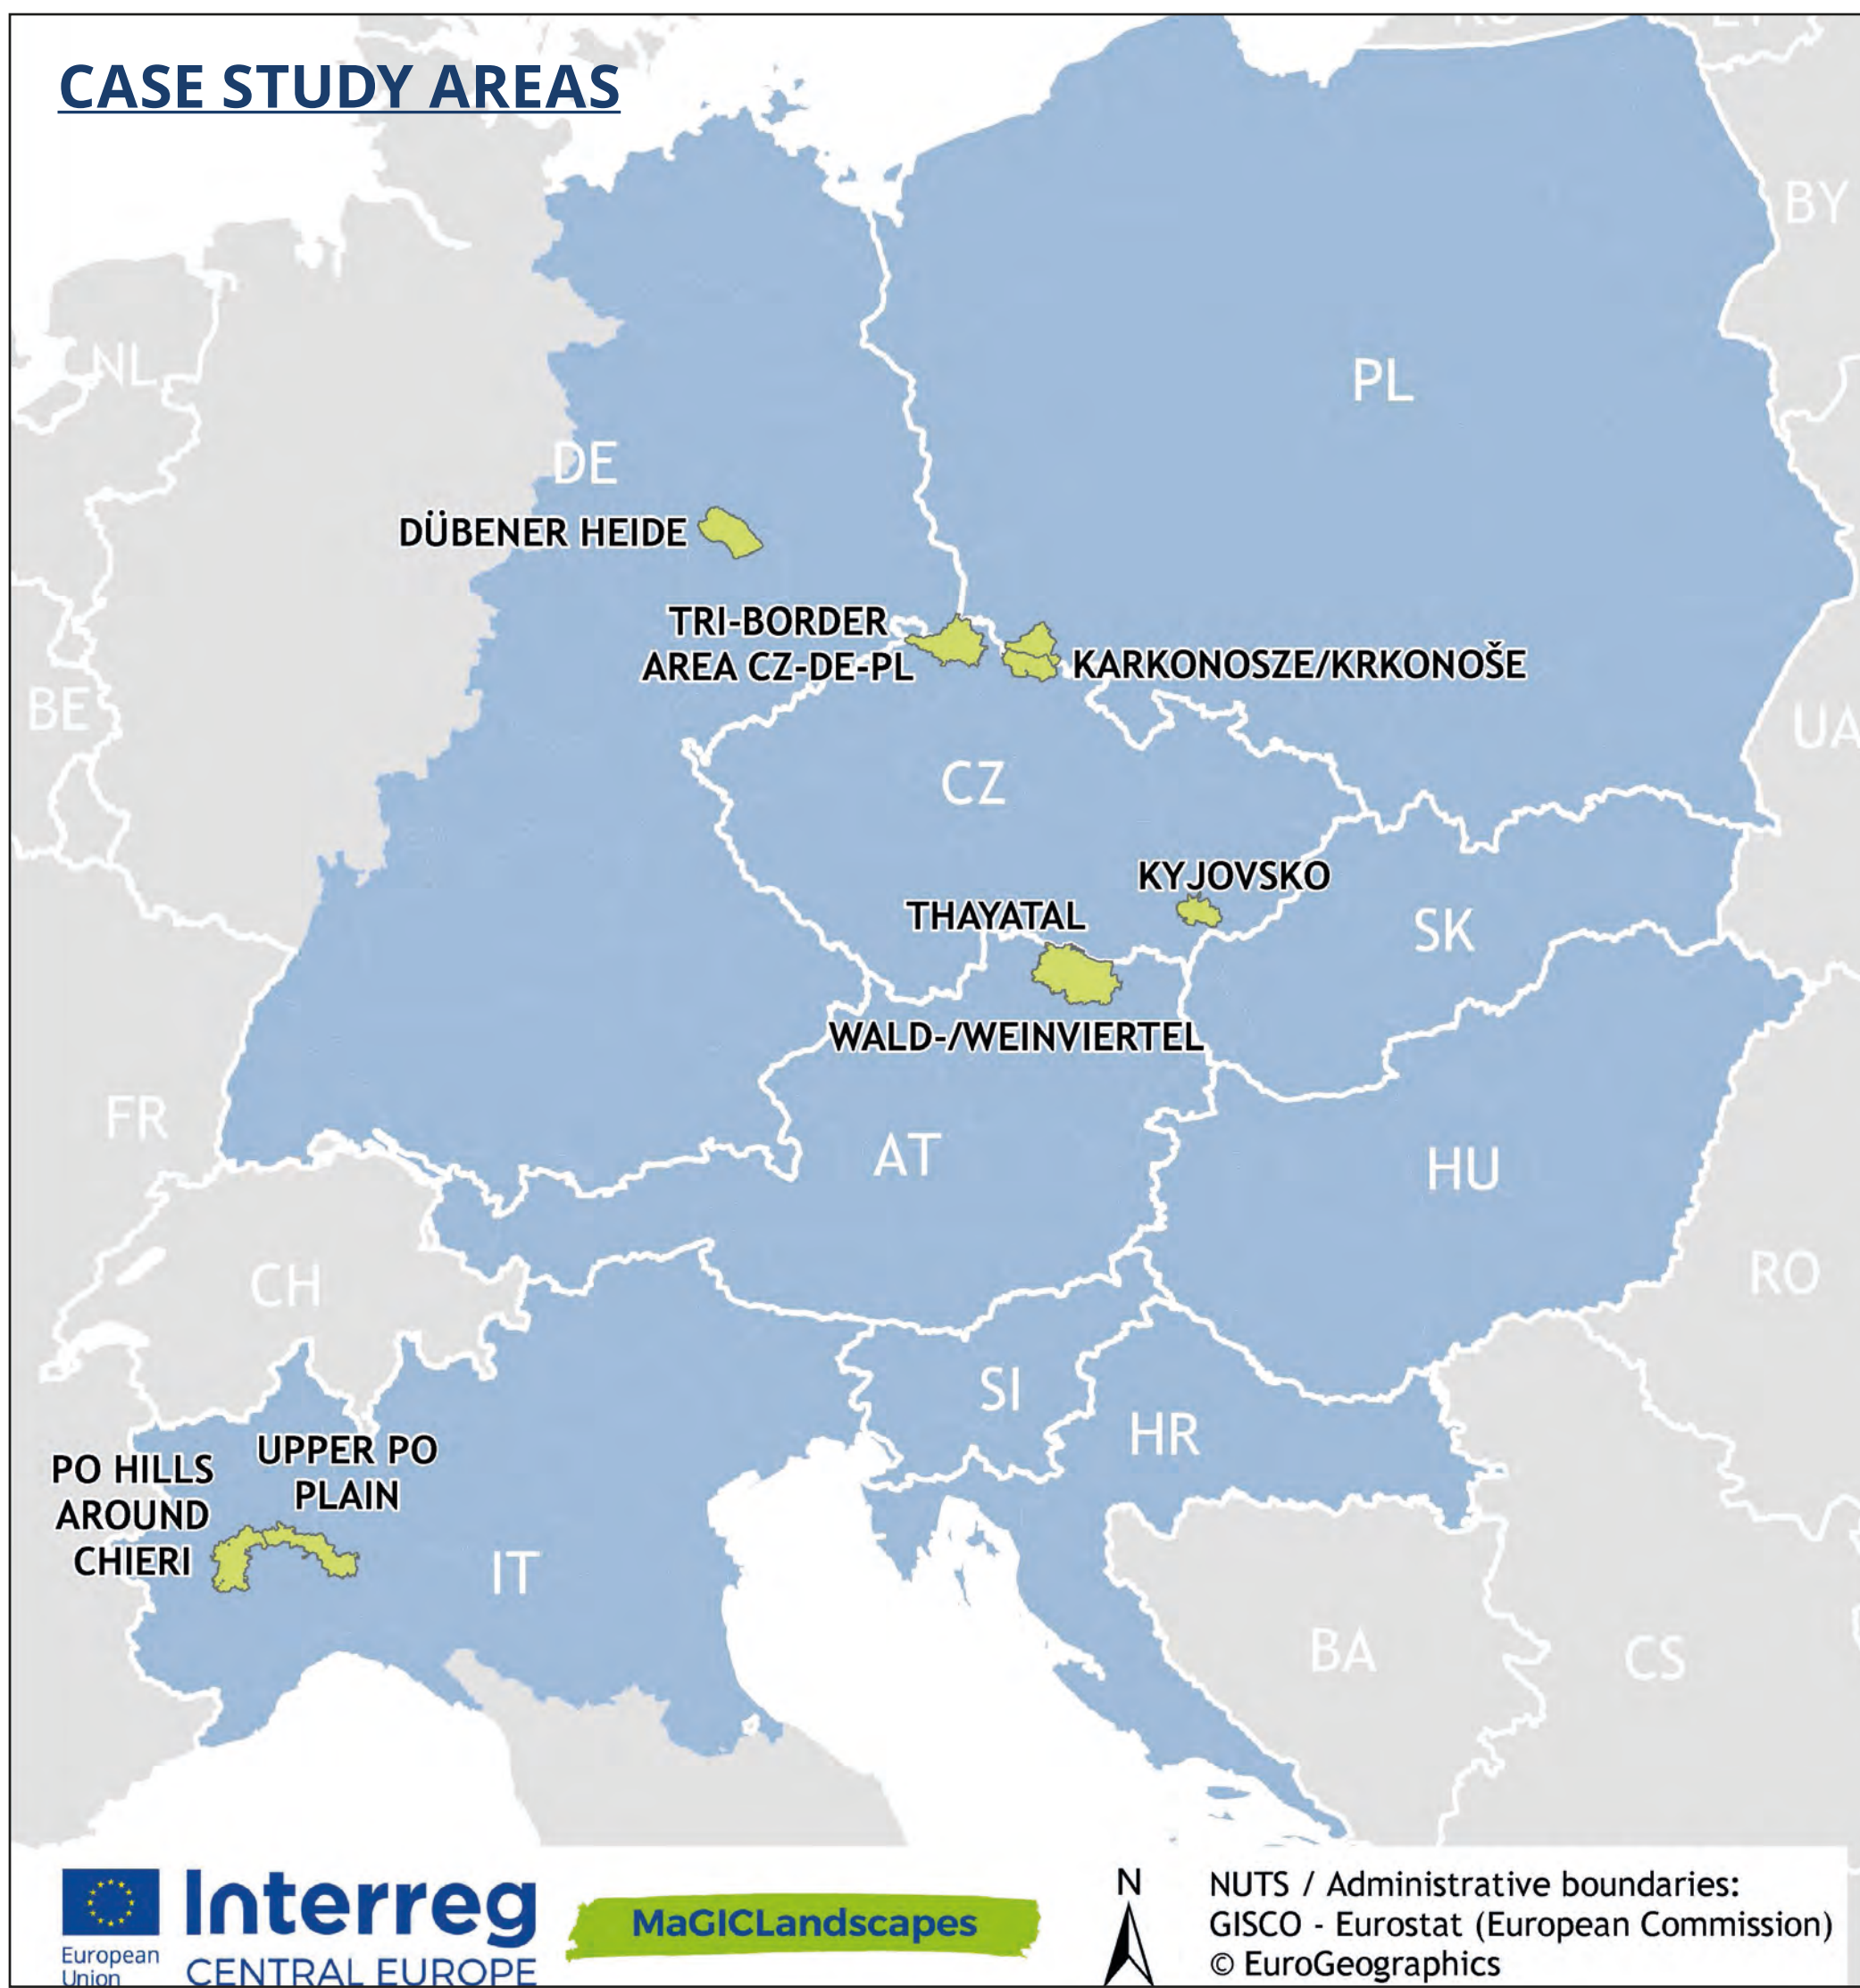 CASE STUDY AREAS
BY
NL
PL
DE
DÜBENER HEIDE
TRI-BORDER
AREA CZ-DE-PL
KARKONOSZE/KRKONOŠE
BE
UA
CZ
KYJOVSKO
THAYATAL
SK
WALD-/WEINVIERTEL
FR
AT
HU
CH
RO
SI
HR
PO HILLS
AROUND
CHIERI
UPPER PO
PLAIN
IT
BA
CS
European
Union
Interreg
CENTRAL EUROPE
MaGICLandscapes
N
NUTS / Administrative boundaries:
GISCO - Eurostat (European Commission)
© EuroGeographics